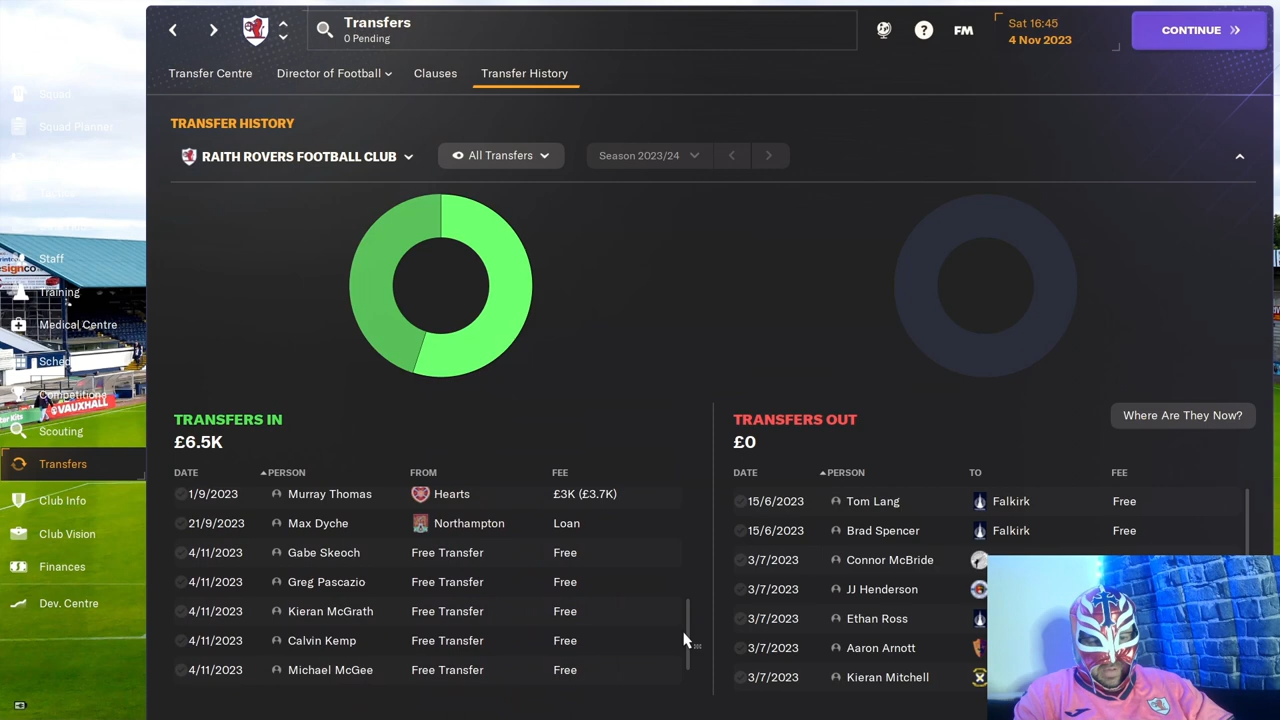 Transfers
0 Pending
FM
Sat 16:45
4 Nov 2023
CONTINUE
Squad
Squad Planner
Staff
Training
Medical Centre
Sched
Competitions
Scouting
Transfers
Club Info
Club Vision
Finances
Dev. Centre
VAUXHALL
Transfer Centre
Director of Football
Clauses
Transfer History
TRANSFER HISTORY
RAITH ROVERS FOOTBALL CLUB
All Transfers
Season 2023/24
TRANSFERS IN
£6.5K
DATE PERSON FROM FEE
1/9/2023 Murray Thomas Hearts £3K (£3.7K)
21/9/2023 Max Dyche Northampton Loan
4/11/2023 Gabe Skeoch Free Transfer Free
4/11/2023 Greg Pascazio Free Transfer Free
4/11/2023 Kieran McGrath Free Transfer Free
4/11/2023 Calvin Kemp Free Transfer Free
4/11/2023 Michael McGee Free Transfer Free
TRANSFERS OUT
£0
Where Are They Now?
DATE PERSON TO FEE
15/6/2023 Tom Lang Falkirk Free
15/6/2023 Brad Spencer Falkirk Free
3/7/2023 Connor McBride
3/7/2023 JJ Henderson
3/7/2023 Ethan Ross
3/7/2023 Aaron Arnott
3/7/2023 Kieran Mitchell